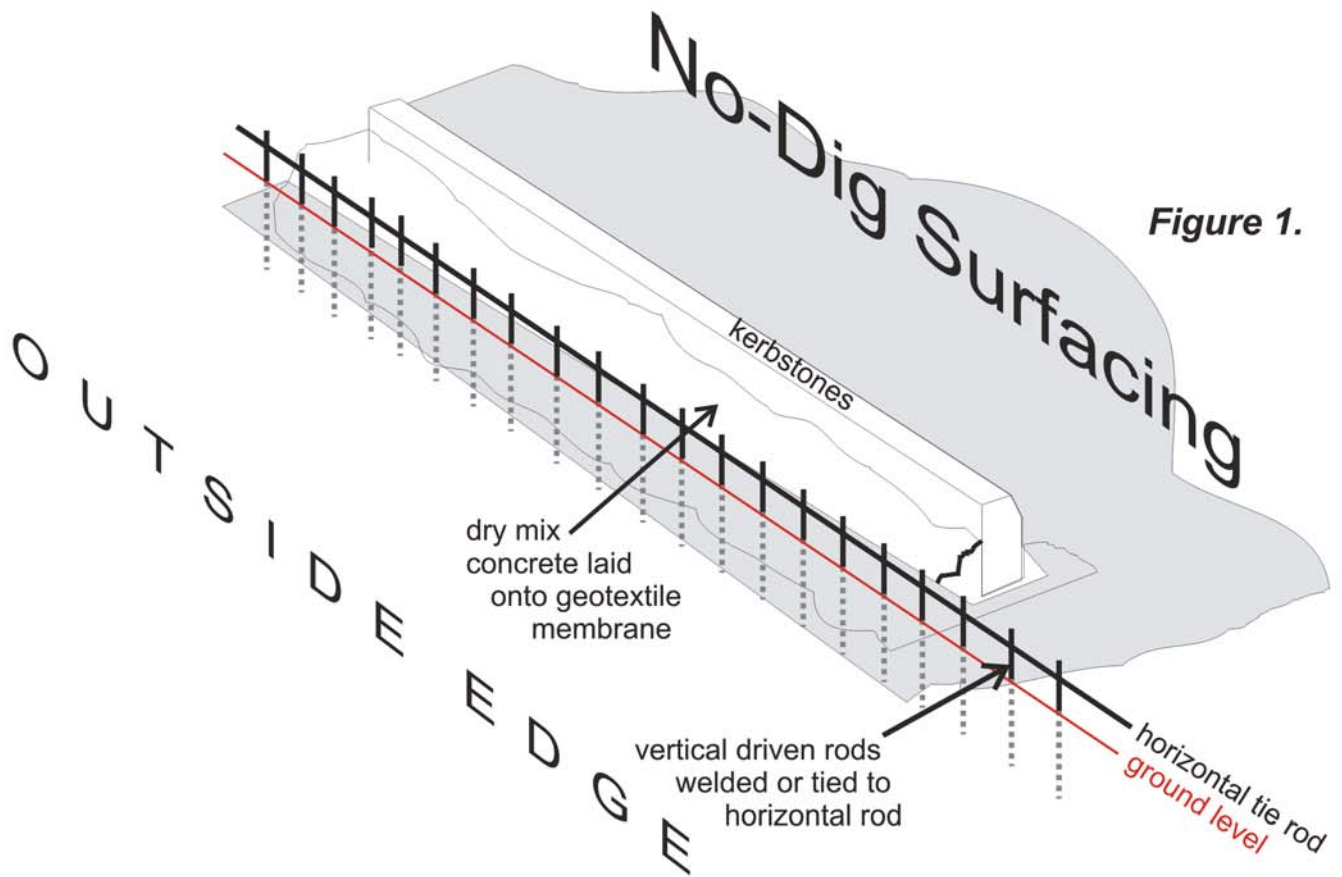 No-Dig Surfacing
Figure 1.
kerbstones
OUTSIDE EDGE
dry mix
concrete laid
onto geotextile
membrane
vertical driven rods
welded or tied to
horizontal rod
horizontal tie rod
ground level